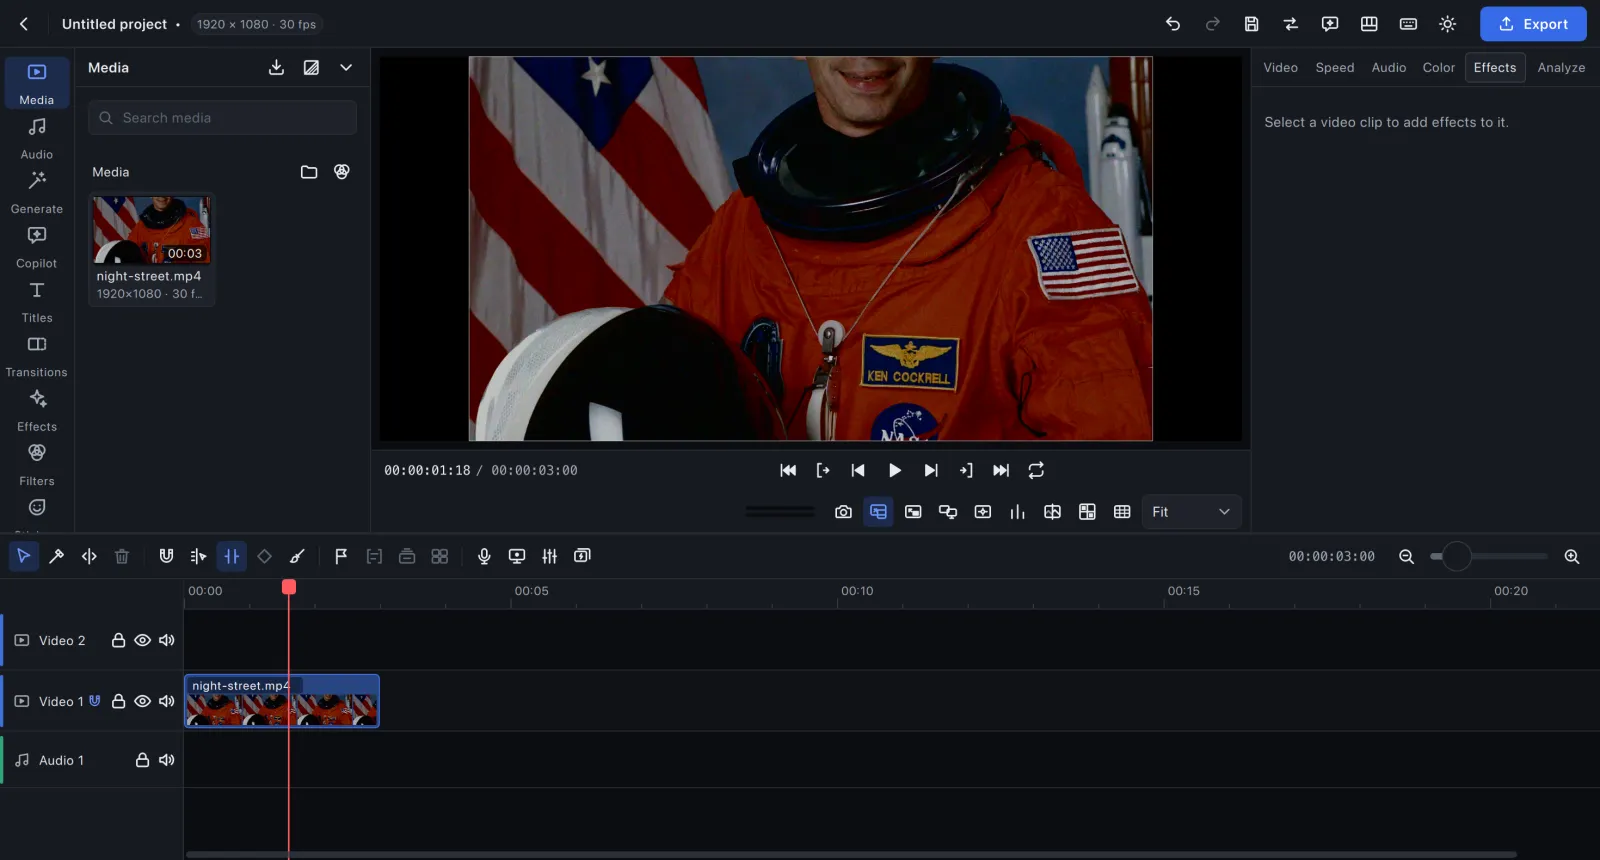 Untitled project • 1920 × 1080 · 30 fps
Export
Media
Audio
Generate
Copilot
Titles
Transitions
Effects
Filters
Media
Search media
Media
00:03
night-street.mp4
1920×1080 · 30 f...
KEN COCKRELL
NAS
00:00:01:18 / 00:00:03:00
Fit
Video Speed Audio Color Effects Analyze
Select a video clip to add effects to it.
00:00:03:00
00:00 00:05 00:10 00:15 00:20
Video 2
Video 1
night-street.mp4
Audio 1